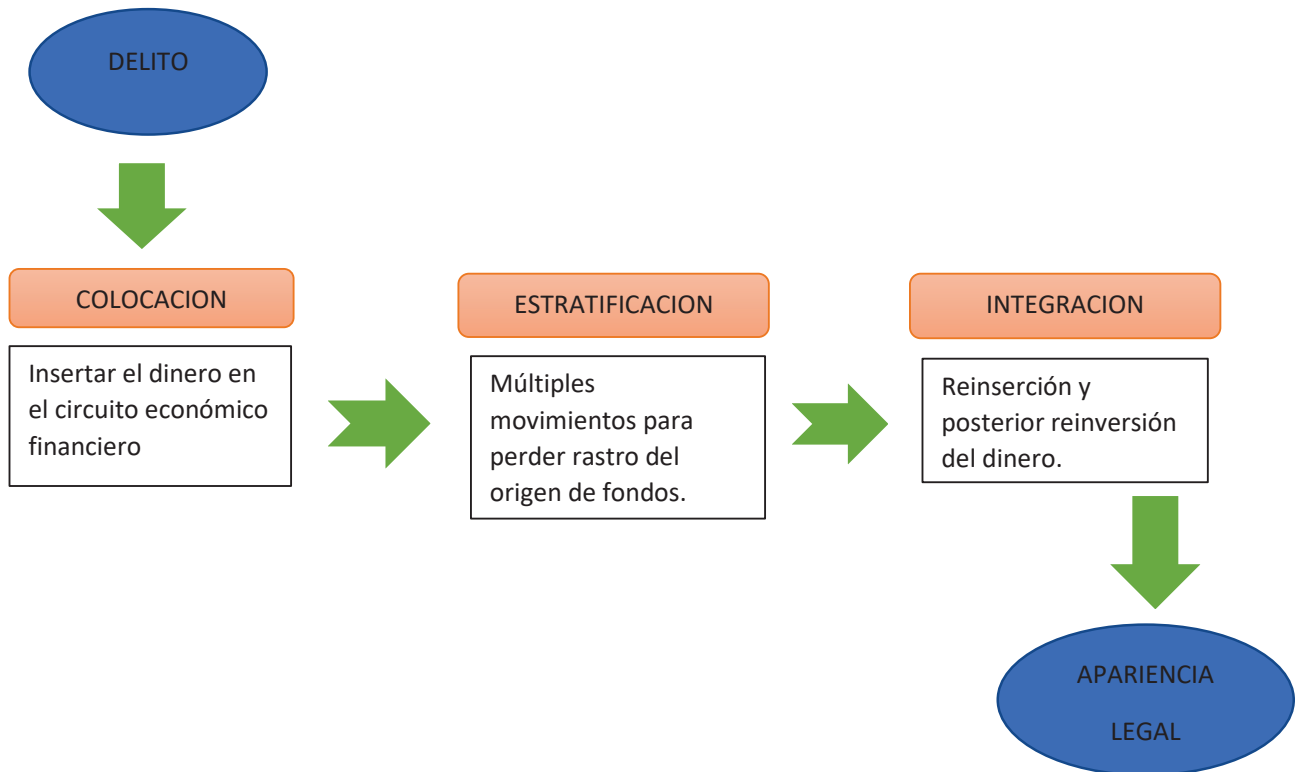 DELITO
COLOCACION
Insertar el dinero en
el circuito económico
financiero
ESTRATIFICACION
Múltiples
movimientos para
perder rastro del
origen de fondos.
INTEGRACION
Reinserción y
posterior reinversión
del dinero.
APARIENCIA
LEGAL